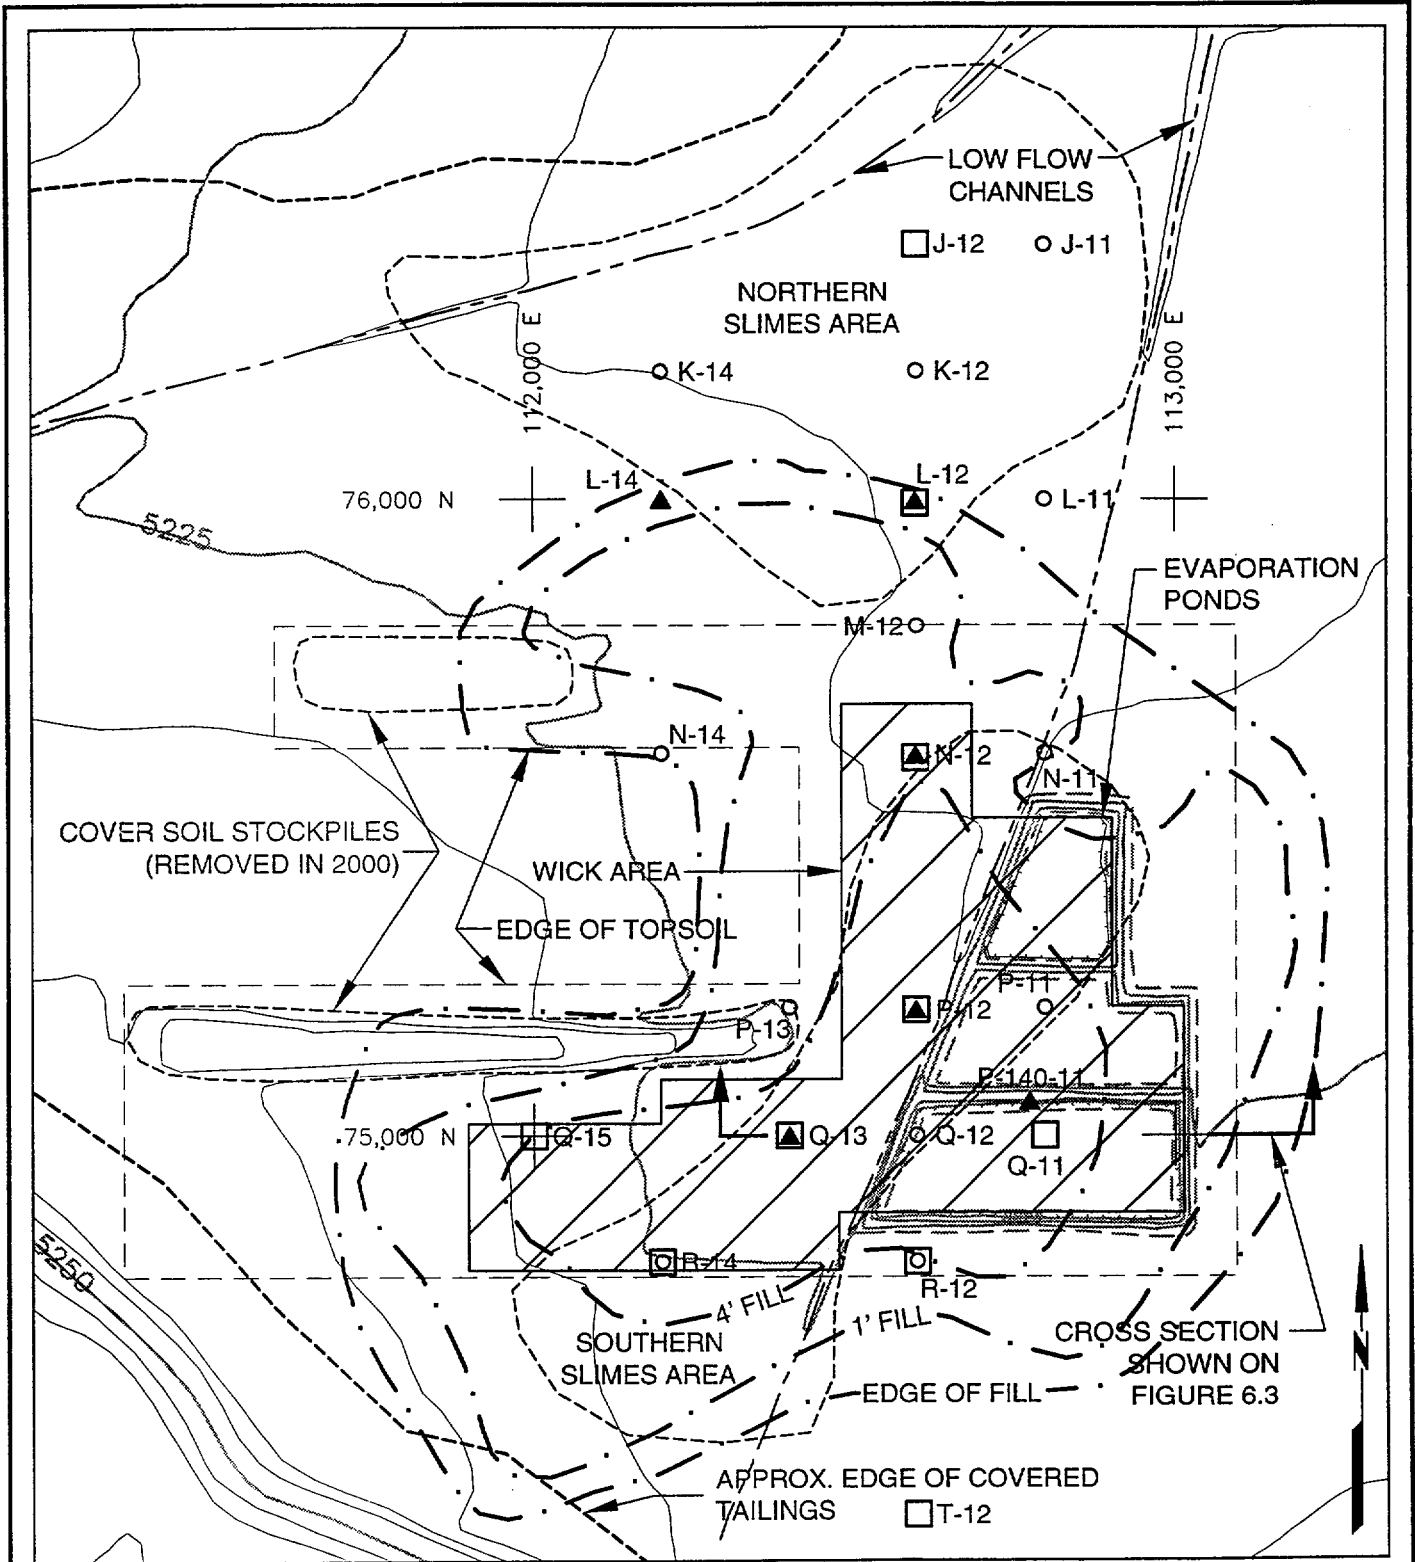 LOW FLOW
CHANNELS
J-12
J-11
NORTHERN
SLIMES AREA
112,000 E
113,000 E
K-14
K-12
L-14
L-12
76,000 N
L-11
5225
EVAPORATION
PONDS
M-12
N-14
N-12
N-11
COVER SOIL STOCKPILES
(REMOVED IN 2000)
WICK AREA
EDGE OF TOPSOIL
P-11
P-13
P-12
P-140-11
75,000 N
Q-15
Q-13
Q-12
Q-11
5250
R-14
R-12
4' FILL
1' FILL
SOUTHERN
SLIMES AREA
CROSS SECTION
SHOWN ON
FIGURE 6.3
N
EDGE OF FILL
APPROX. EDGE OF COVERED
TAILINGS
T-12